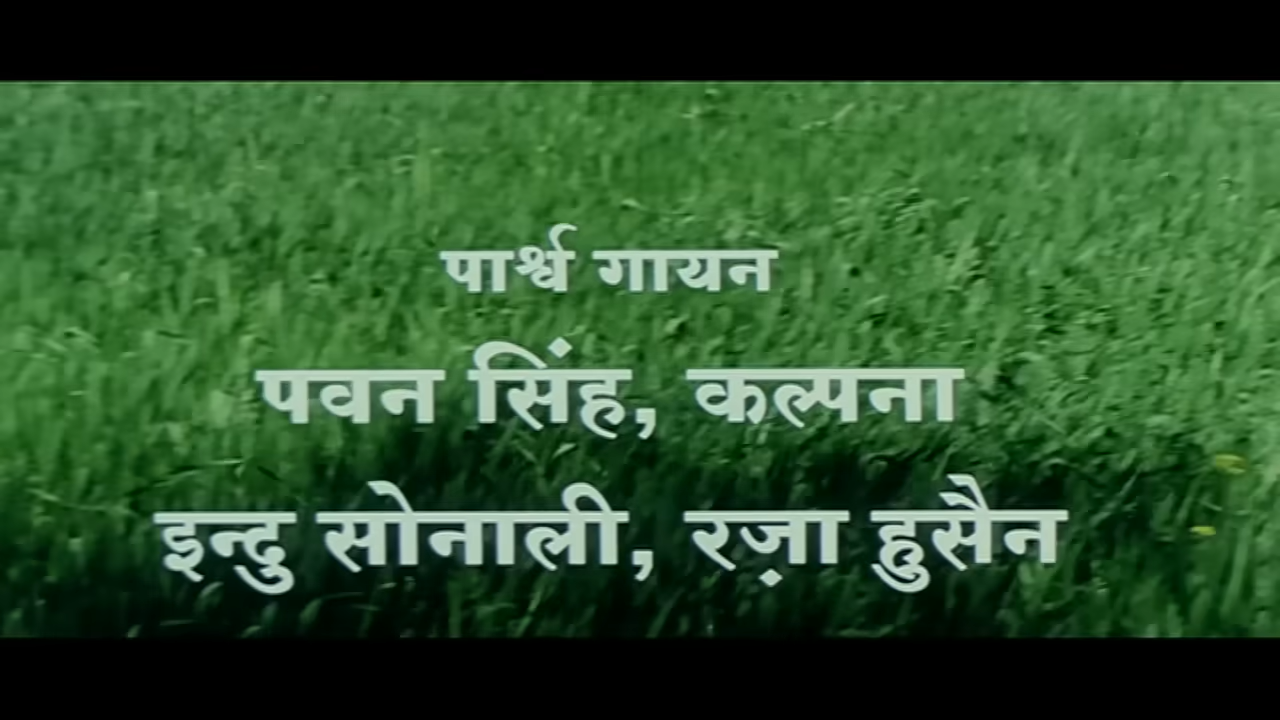 पार्श्व गायन
पवन सिंह, कल्पना
इन्दु सोनाली, रज़ा हुसैन